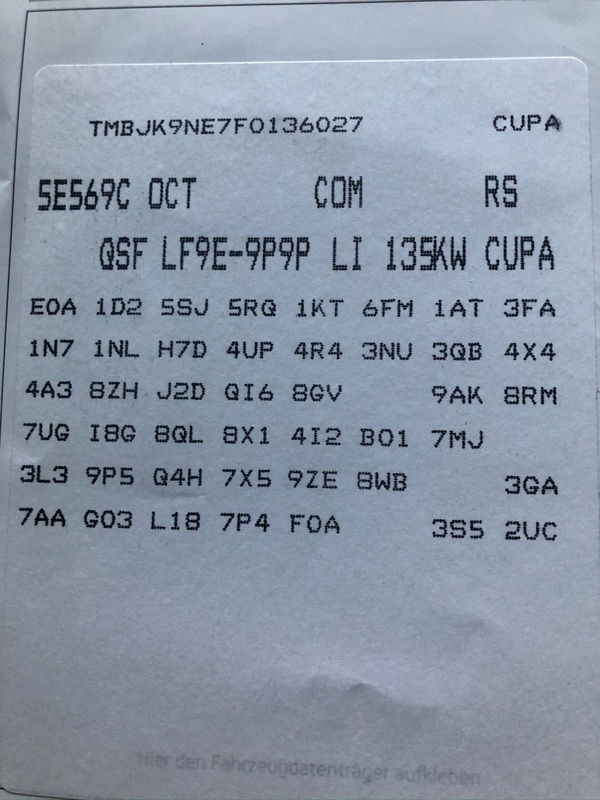 TMBJK9NE7F0136027 CUPA
5E569C OCT COM RS
QSF LF9E-9P9P LI 135KW CUPA
E0A 1D2 5SJ 5RQ 1KT 6FM 1AT 3FA
1N7 1NL H7D 4UP 4R4 3NU 3QB 4X4
4A3 8ZH J2D QI6 8GV 9AK 8RM
7UG I8G 8QL 8X1 4I2 B01 7MJ
3L3 9P5 Q4H 7X5 9ZE 8WB 3GA
7AA G03 L18 7P4 F0A 3S5 2UC
Hier den Fahrzeugdatenträger aufkleben